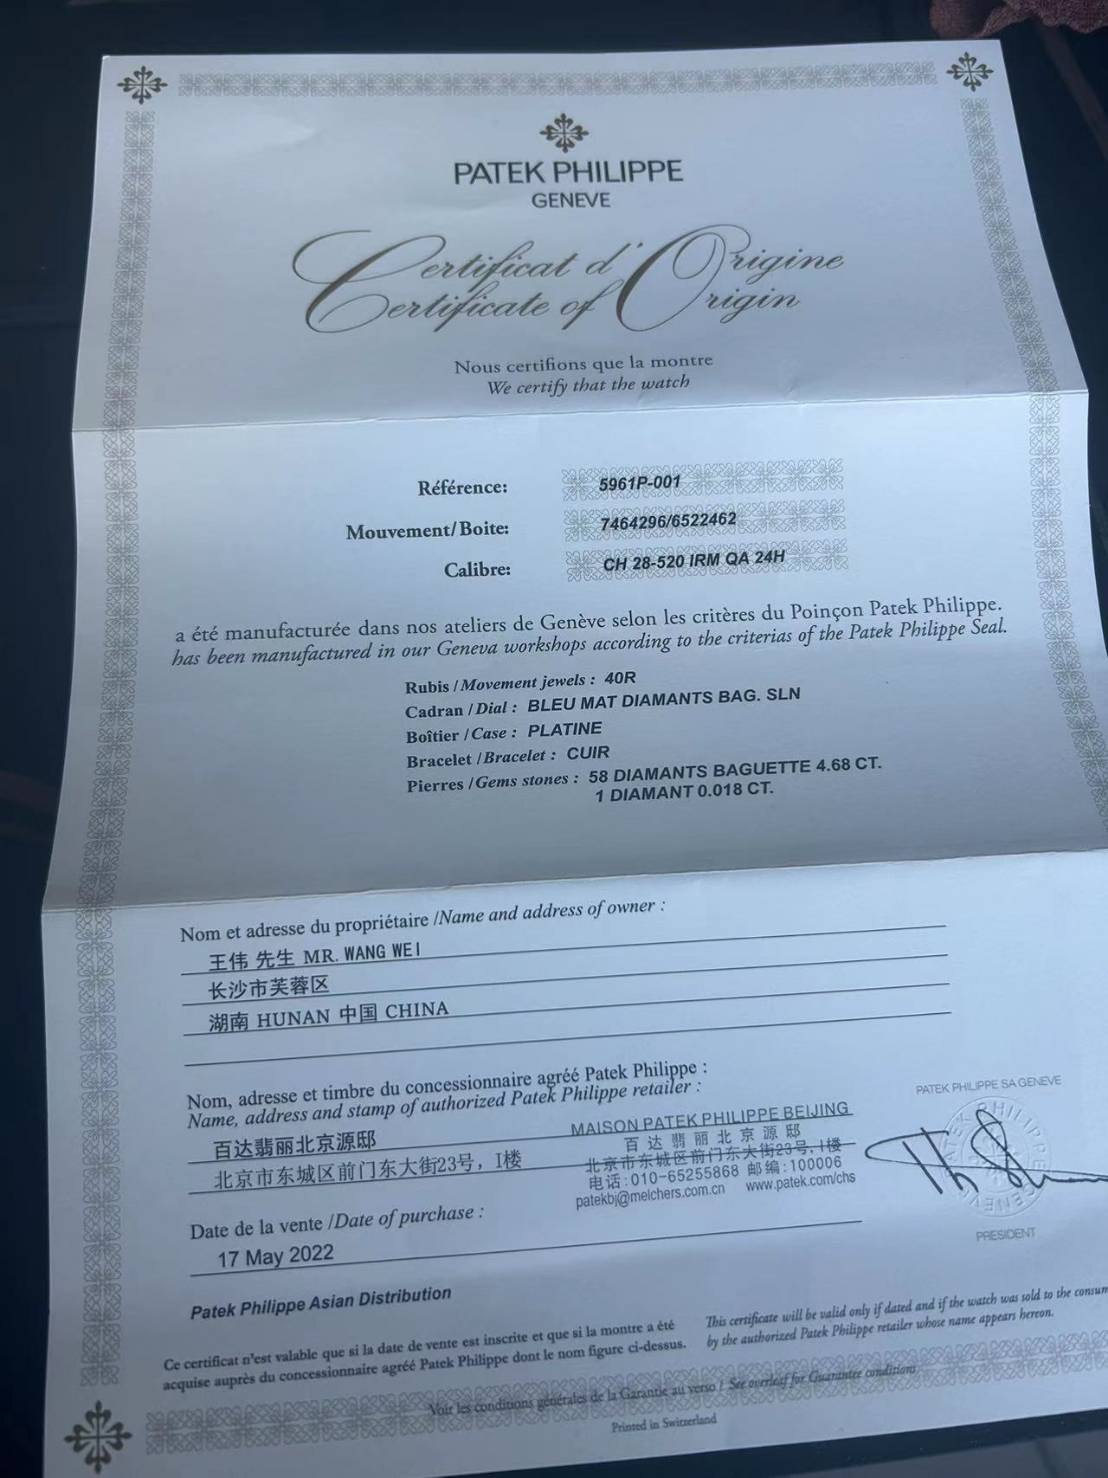 PATEK PHILIPPE
GENEVE
Certificat d'Origine
Certificate of Origin
Nous certifions que la montre
We certify that the watch
Référence: 5961P-001
Mouvement/Boite: 7464296/6522462
Calibre: CH 28-520 IRM QA 24H
a été manufacturée dans nos ateliers de Genève selon les critères du Poinçon Patek Philippe.
has been manufactured in our Geneva workshops according to the criterias of the Patek Philippe Seal.
Rubis / Movement jewels : 40R
Cadran / Dial : BLEU MAT DIAMANTS BAG. SLN
Boîtier / Case : PLATINE
Bracelet / Bracelet : CUIR
Pierres / Gems stones : 58 DIAMANTS BAGUETTE 4.68 CT.
1 DIAMANT 0.018 CT.
Nom et adresse du propriétaire / Name and address of owner :
王伟 先生 MR. WANG WEI
长沙市芙蓉区
湖南 HUNAN 中国 CHINA
Nom, adresse et timbre du concessionnaire agréé Patek Philippe :
Name, address and stamp of authorized Patek Philippe retailer :
百达翡丽北京源邸
北京市东城区前门东大街23号，I楼
MAISON PATEK PHILIPPE BEIJING
百达翡丽北京源邸
北京市东城区前门东大街23号, I楼
电话:010-65255868 邮编:100006
patekbj@melchers.com.cn www.patek.com/chs
PATEK PHILIPPE SA GENEVE
PRESIDENT
Date de la vente / Date of purchase :
17 May 2022
Patek Philippe Asian Distribution
Ce certificat n'est valable que si la date de vente est inscrite et que si la montre a été
acquise auprès du concessionnaire agréé Patek Philippe dont le nom figure ci-dessus.
This certificate will be valid only if dated and if the watch was sold to the consum
by the authorized Patek Philippe retailer whose name appears hereon.
Voir les conditions générales de la Garantie au verso / See overleaf for Guarantee conditions
Printed in Switzerland